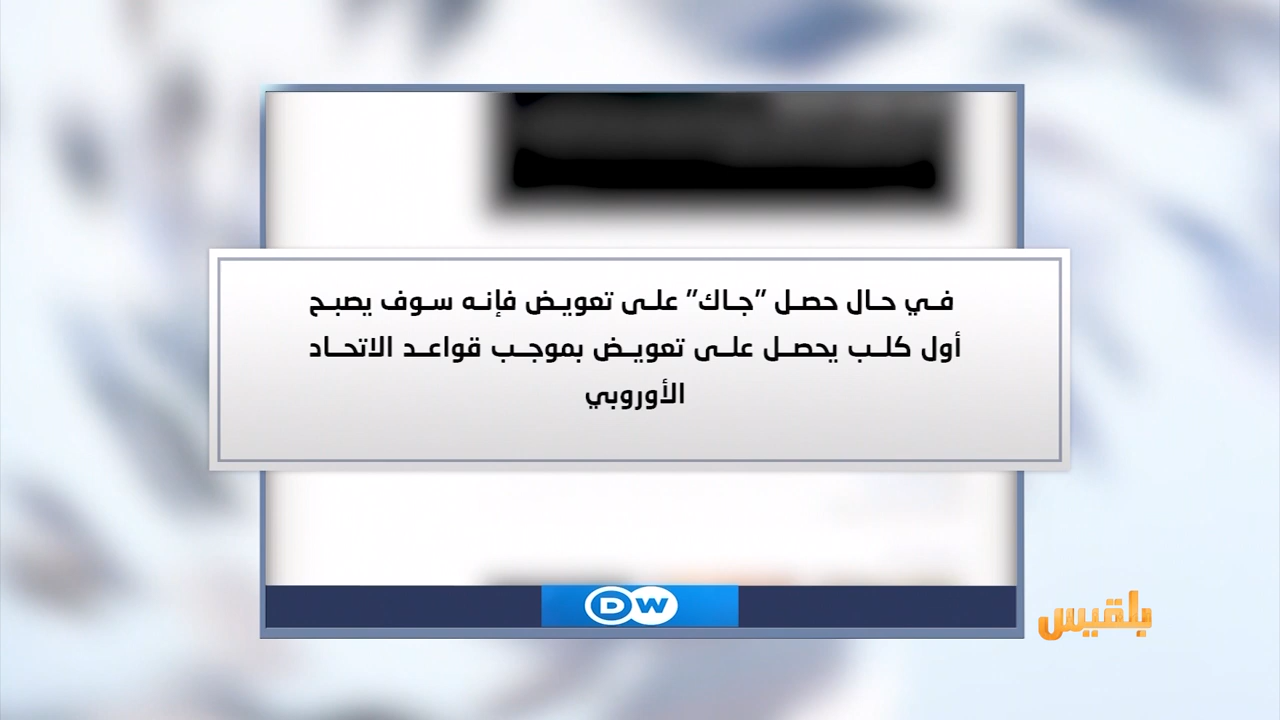 في حال حصل "جاك" على تعويض فإنه سوف يصبح
أول كلب يحصل على تعويض بموجب قواعد الاتحاد
الأوروبي
DW
بلقيس